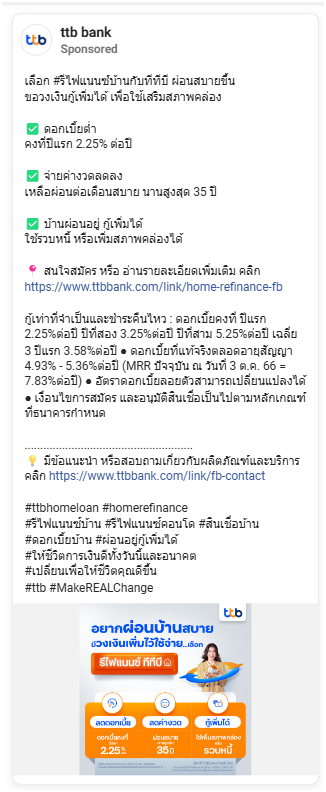 ttb
ttb bank
Sponsored
เลือก #รีไฟแนนซ์บ้านกับทีทีบี ผ่อนสบายขึ้น
ขอวงเงินกู้เพิ่มได้ เพื่อใช้เสริมสภาพคล่อง
✅ ดอกเบี้ยต่ำ
คงที่ปีแรก 2.25% ต่อปี
✅ จ่ายค่างวดลดลง
เหลือผ่อนต่อเดือนสบาย นานสูงสุด 35 ปี
✅ บ้านผ่อนอยู่ กู้เพิ่มได้
ใช้รวบหนี้ หรือเพิ่มสภาพคล่องได้
📍 สนใจสมัคร หรือ อ่านรายละเอียดเพิ่มเติม คลิก
https://www.ttbbank.com/link/home-refinance-fb
กู้เท่าที่จำเป็นและชำระคืนไหว : ดอกเบี้ยคงที่ ปีแรก
2.25%ต่อปี ปีที่สอง 3.25%ต่อปี ปีที่สาม 5.25%ต่อปี เฉลี่ย
3 ปีแรก 3.58%ต่อปี ● ดอกเบี้ยที่แท้จริงตลอดอายุสัญญา
4.93% - 5.36%ต่อปี (MRR ปัจจุบัน ณ วันที่ 3 ต.ค. 66 =
7.83%ต่อปี) ● อัตราดอกเบี้ยลอยตัวสามารถเปลี่ยนแปลงได้
● เงื่อนไขการสมัคร และอนุมัติสินเชื่อเป็นไปตามหลักเกณฑ์
ที่ธนาคารกำหนด
......................................................
💡 มีข้อแนะนำ หรือสอบถามเกี่ยวกับผลิตภัณฑ์และบริการ
คลิก https://www.ttbbank.com/link/fb-contact
#ttbhomeloan #homerefinance
#รีไฟแนนซ์บ้าน #รีไฟแนนซ์คอนโด #สินเชื่อบ้าน
#ดอกเบี้ยบ้าน #ผ่อนอยู่กู้เพิ่มได้
#ให้ชีวิตการเงินดีทั้งวันนี้และอนาคต
#เปลี่ยนเพื่อให้ชีวิตคุณดีขึ้น
#ttb #MakeREALChange
ttb
อยากผ่อนบ้านสบาย
มีวงเงินเพิ่มไว้ใช้จ่าย..เลือก
รีไฟแนนซ์ ทีทีบี
ลดดอกเบี้ย ลดค่างวด กู้เพิ่มได้
ดอกเบี้ยคงที่ ผ่อนสบาย ใช้เพิ่มสภาพคล่อง
2.25% 35ปี รวบหนี้